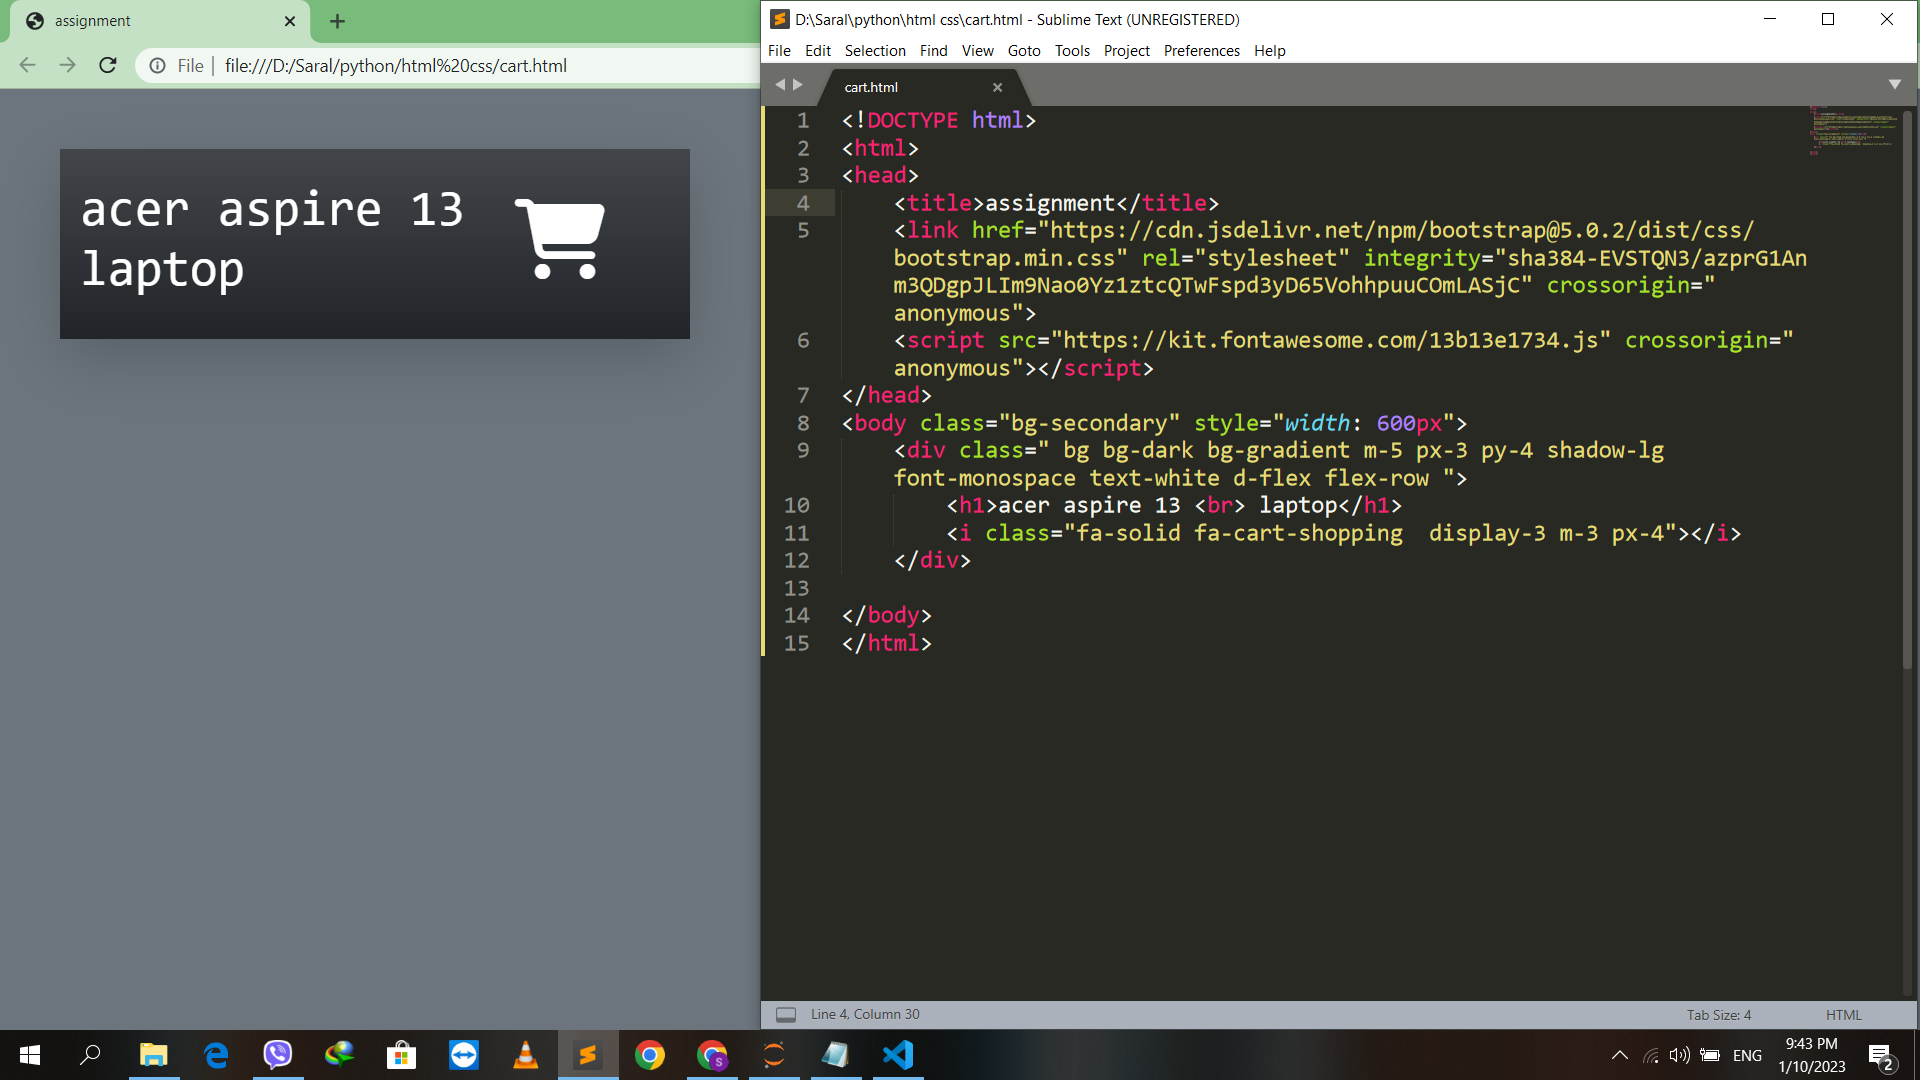 assignment
File
file:///D:/Saral/python/html%20css/cart.html
acer aspire 13
laptop
D:\Saral\python\html css\cart.html - Sublime Text (UNREGISTERED)
File Edit Selection Find View Goto Tools Project Preferences Help
cart.html
1 <!DOCTYPE html>
2 <html>
3 <head>
4 <title>assignment</title>
5 <link href="https://cdn.jsdelivr.net/npm/bootstrap@5.0.2/dist/css/
bootstrap.min.css" rel="stylesheet" integrity="sha384-EVSTQN3/azprG1An
m3QDgpJLIm9Nao0Yz1ztcQTwFspd3yD65VohhpuuCOmLASjC" crossorigin="
anonymous">
6 <script src="https://kit.fontawesome.com/13b13e1734.js" crossorigin="
anonymous"></script>
7 </head>
8 <body class="bg-secondary" style="width: 600px">
9 <div class=" bg bg-dark bg-gradient m-5 px-3 py-4 shadow-lg
font-monospace text-white d-flex flex-row ">
10 <h1>acer aspire 13 <br> laptop</h1>
11 <i class="fa-solid fa-cart-shopping  display-3 m-3 px-4"></i>
12 </div>
13
14 </body>
15 </html>
Line 4, Column 30
Tab Size: 4
HTML
S
ENG
9:43 PM
1/10/2023
2